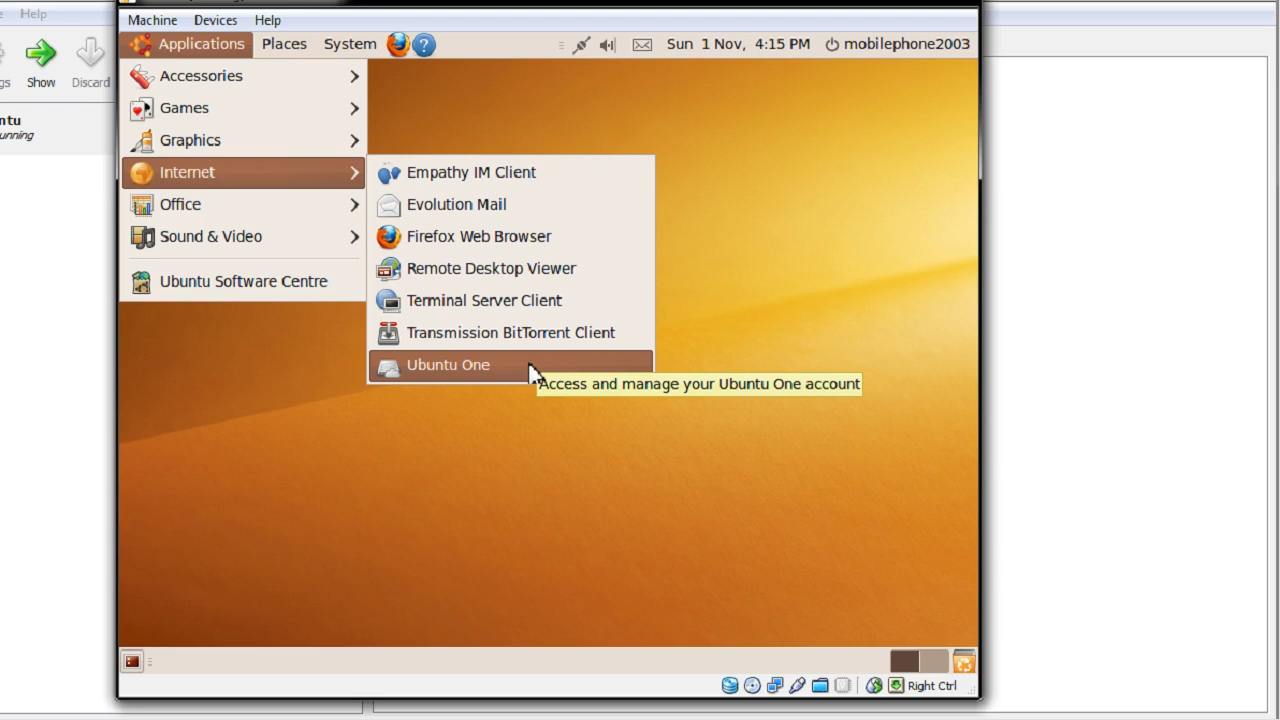 Help
Machine Devices Help
Applications Places System Sun 1 Nov, 4:15 PM mobilephone2003
Show Discard
Accessories
Games
Graphics
Internet
Office
Sound & Video
Ubuntu Software Centre
Empathy IM Client
Evolution Mail
Firefox Web Browser
Remote Desktop Viewer
Terminal Server Client
Transmission BitTorrent Client
Ubuntu One
Access and manage your Ubuntu One account
Right Ctrl